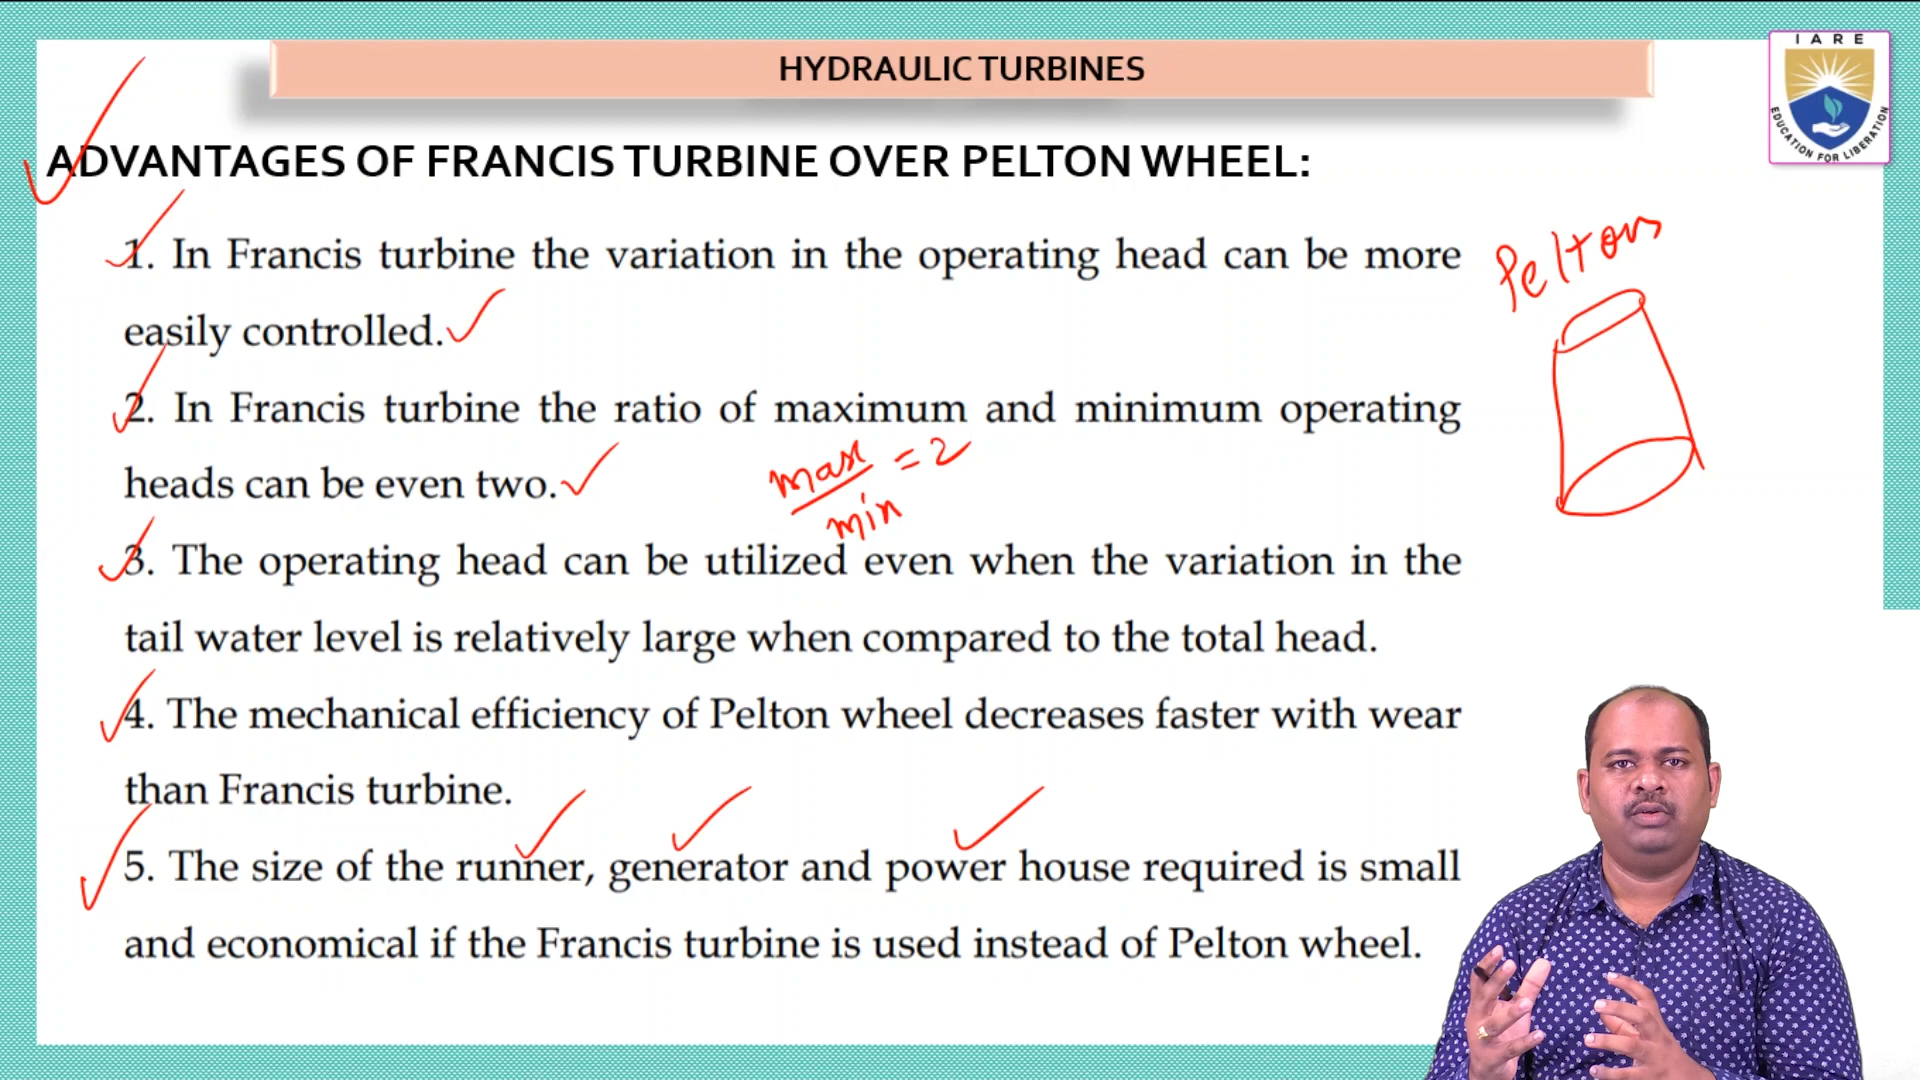 HYDRAULIC TURBINES
IARE
EDUCATION FOR LIBERATION
ADVANTAGES OF FRANCIS TURBINE OVER PELTON WHEEL:
1. In Francis turbine the variation in the operating head can be more
easily controlled.
2. In Francis turbine the ratio of maximum and minimum operating
heads can be even two.
max = 2
min
3. The operating head can be utilized even when the variation in the
tail water level is relatively large when compared to the total head.
4. The mechanical efficiency of Pelton wheel decreases faster with wear
than Francis turbine.
5. The size of the runner, generator and power house required is small
and economical if the Francis turbine is used instead of Pelton wheel.